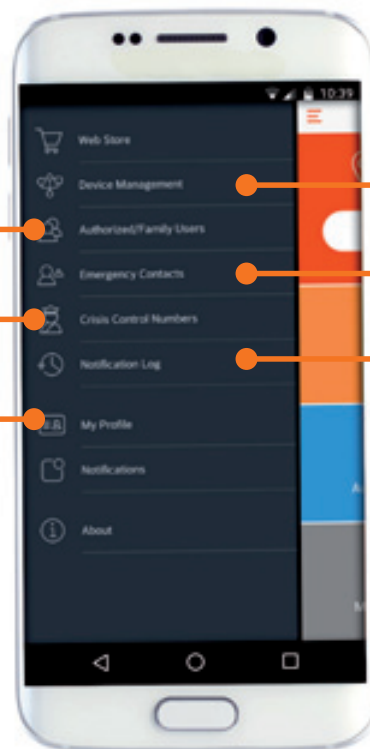 10:39
Web Store
Device Management
Authorized/Family Users
Emergency Contacts
Crisis Control Numbers
Notification Log
My Profile
Notifications
About